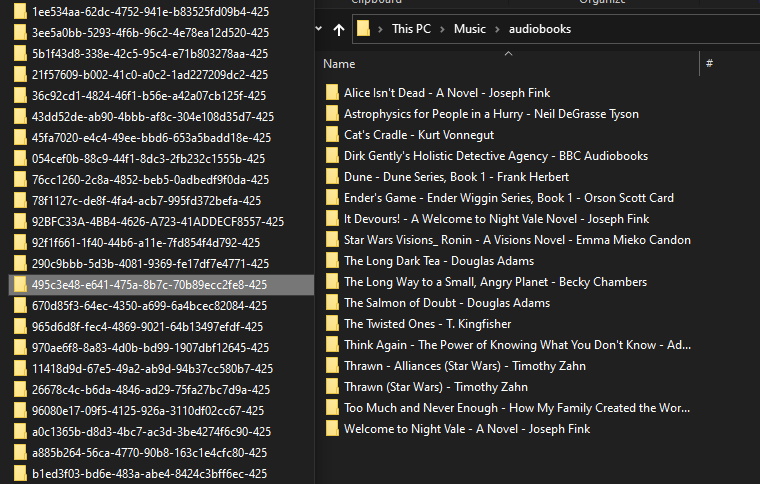 1ee534aa-62dc-4752-941e-b83525fd09b4-425
3ee5a0bb-5293-4f6b-96c2-4e78ea12d520-425
5b1f43d8-338e-42c5-95c4-e71b803278aa-425
21f57609-b002-41c0-a0c2-1ad227209dc2-425
36c92cd1-4824-46f1-b56e-a42a07cb125f-425
43dd52de-ab90-4bbb-af8c-304e108d35d7-425
45fa7020-e4c4-49ee-bbd6-653a5badd18e-425
054cef0b-88c9-44f1-8dc3-2fb232c1555b-425
76cc1260-2c8a-4852-beb5-0adbedf9f0da-425
78f1127c-de8f-4fa4-acb7-995fd372befa-425
92BFC33A-4BB4-4626-A723-41ADDECF8557-425
92f1f661-1f40-44b6-a11e-7fd854f4d792-425
290c9bbb-5d3b-4081-9369-fe17df7e4771-425
495c3e48-e641-475a-8b7c-70b89ecc2fe8-425
670d85f3-64ec-4350-a699-6a4bcec82084-425
965d6d8f-fec4-4869-9021-64b13497efdf-425
970ae6f8-8a83-4d0b-bd99-1907dbf12645-425
11418d9d-67e5-49a2-ab9d-94b37cc580b7-425
26678c4c-b6da-4846-ad29-75fa27bc7d9a-425
96080e17-09f5-4125-926a-3110df02cc67-425
a0c1365b-d8d3-4bc7-ac3d-3be4274f6c90-425
a885b264-56ca-4770-90b8-163c1e4cfc80-425
b1ed3f03-bd6e-483a-abe4-8424c3bff6ec-425
Clipboard
Organize
This PC > Music > audiobooks
Name #
Alice Isn't Dead - A Novel - Joseph Fink
Astrophysics for People in a Hurry - Neil DeGrasse Tyson
Cat's Cradle - Kurt Vonnegut
Dirk Gently's Holistic Detective Agency - BBC Audiobooks
Dune - Dune Series, Book 1 - Frank Herbert
Ender's Game - Ender Wiggin Series, Book 1 - Orson Scott Card
It Devours! - A Welcome to Night Vale Novel - Joseph Fink
Star Wars Visions_ Ronin - A Visions Novel - Emma Mieko Candon
The Long Dark Tea - Douglas Adams
The Long Way to a Small, Angry Planet - Becky Chambers
The Salmon of Doubt - Douglas Adams
The Twisted Ones - T. Kingfisher
Think Again - The Power of Knowing What You Don't Know - Ad...
Thrawn - Alliances (Star Wars) - Timothy Zahn
Thrawn (Star Wars) - Timothy Zahn
Too Much and Never Enough - How My Family Created the Wor...
Welcome to Night Vale - A Novel - Joseph Fink